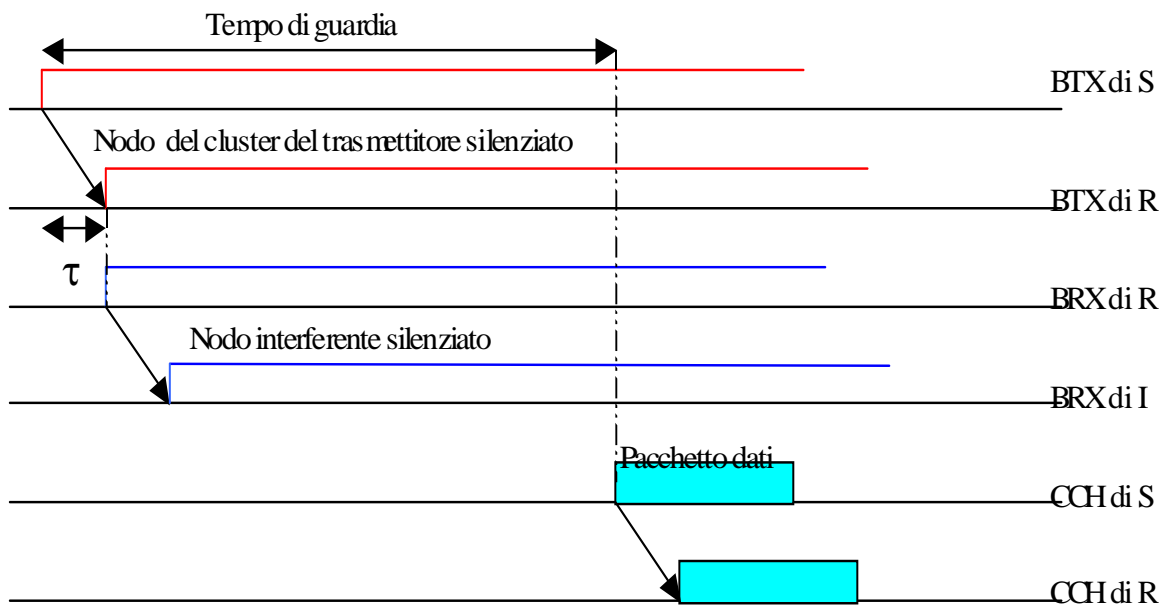 Tempo di guardia
BTX di S
Nodo del cluster del trasmettitore silenziato
BTX di R
τ
BRX di R
Nodo interferente silenziato
BRX di I
Pacchetto dati
CCH di S
CCH di R